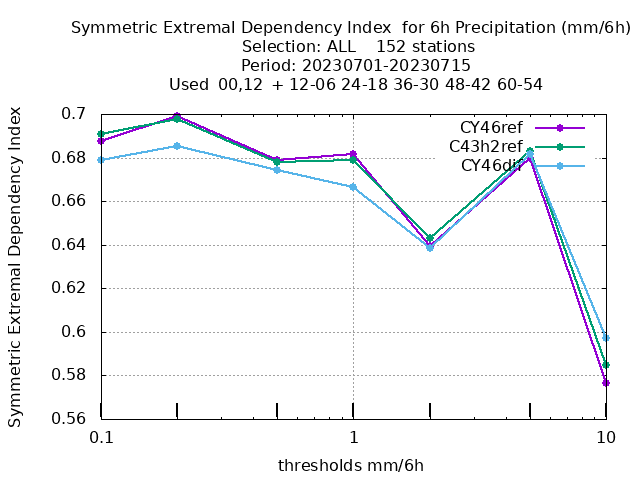 Symmetric Extremal Dependency Index  for 6h Precipitation (mm/6h)
Selection: ALL    152 stations
Period: 20230701-20230715
Used  00,12  + 12-06 24-18 36-30 48-42 60-54
Symmetric Extremal Dependency Index
0.7
0.68
0.66
0.64
0.62
0.6
0.58
0.56
CY46ref
C43h2ref
CY46dir
0.1
1
10
thresholds mm/6h